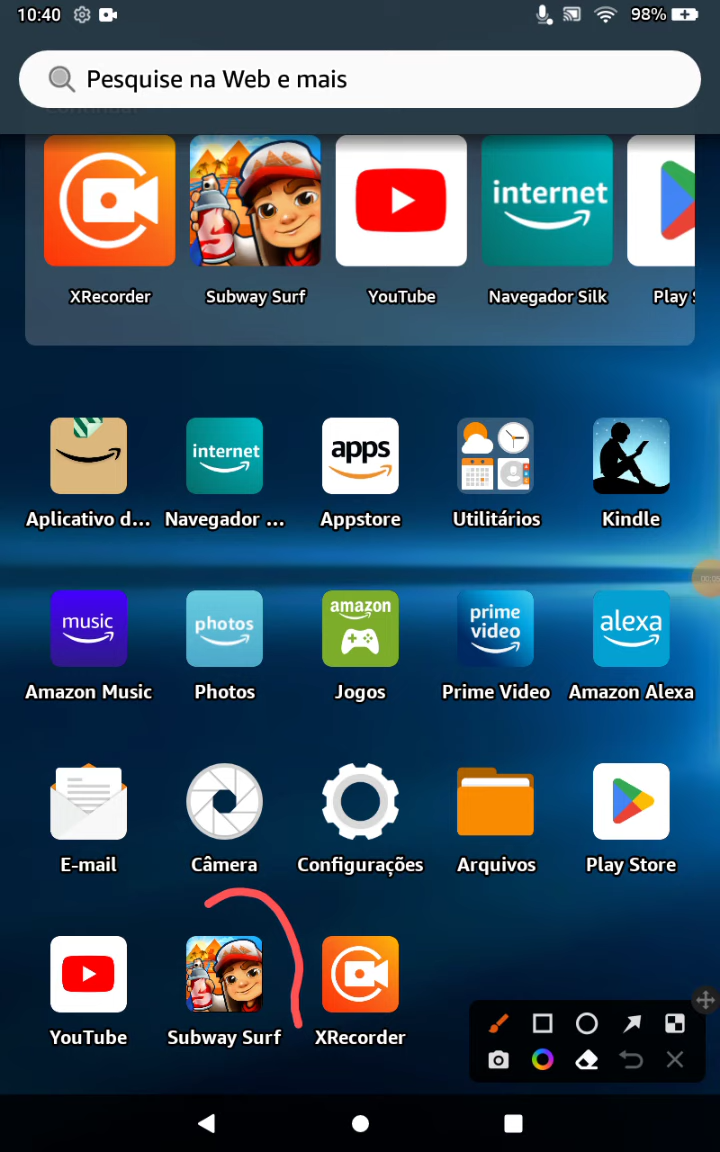 10:40 98%
Pesquise na Web e mais
XRecorder Subway Surf YouTube Navegador Silk Play
internet
internet apps
Aplicativo d... Navegador ... Appstore Utilitários Kindle
music photos amazon prime video alexa
Amazon Music Photos Jogos Prime Video Amazon Alexa
E-mail Câmera Configurações Arquivos Play Store
YouTube Subway Surf XRecorder